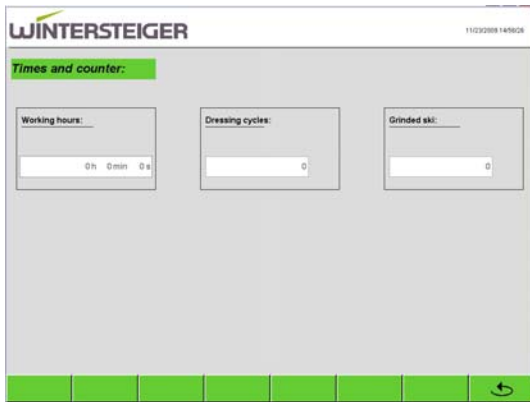 WINTERSTEIGER
11/23/2009 14:56:26
Times and counter:
Working hours:
Dressing cycles:
Grinded ski:
0 h 0 min 0 s
0
0